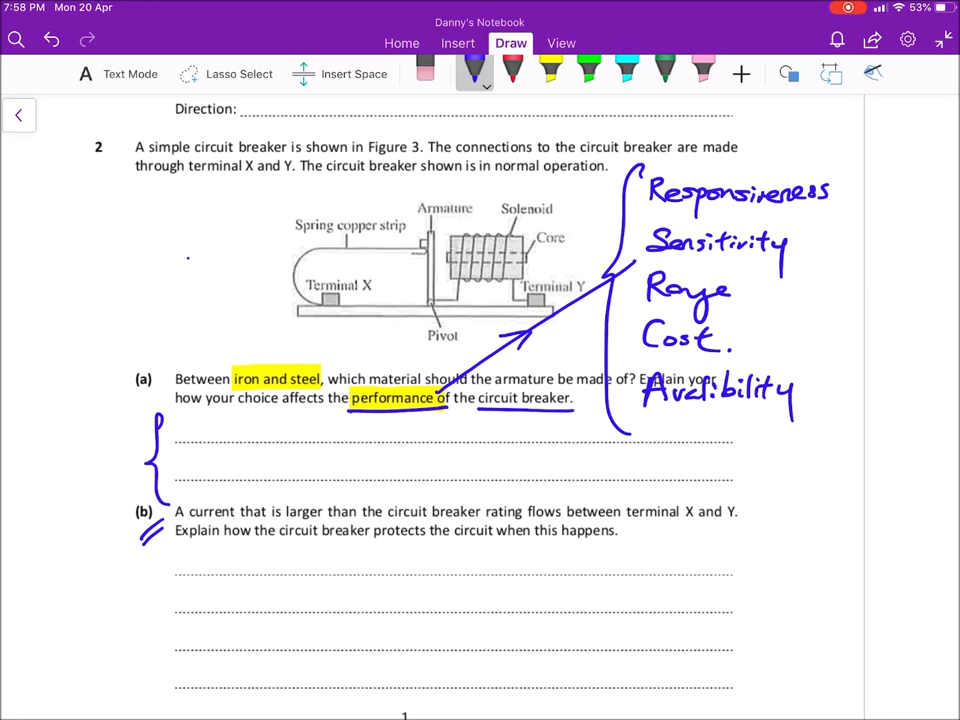 7:58 PM Mon 20 Apr
53%
Danny's Notebook
Home Insert Draw View
A Text Mode Lasso Select Insert Space
Direction:
2 A simple circuit breaker is shown in Figure 3. The connections to the circuit breaker are made
through terminal X and Y. The circuit breaker shown is in normal operation.
Responsiveness
Armature Solenoid
Spring copper strip
Core
Sensitivity
Terminal X Terminal Y
Range
Pivot
Cost.
(a) Between iron and steel, which material should the armature be made of? Explain your
how your choice affects the performance of the circuit breaker.
Avalibility
(b) A current that is larger than the circuit breaker rating flows between terminal X and Y.
Explain how the circuit breaker protects the circuit when this happens.
1